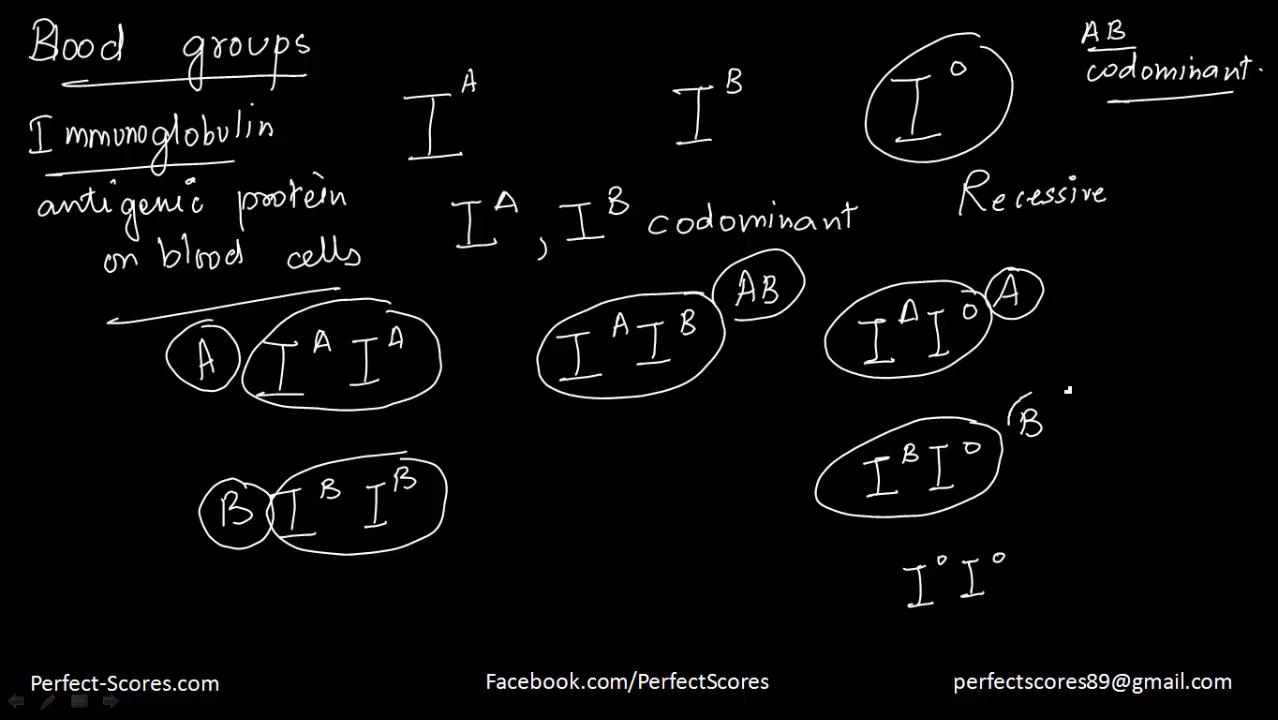 Blood groups
I^A I^B I^O
AB
codominant.
Immunoglobulin
antigenic protein
on blood cells
I^A, I^B codominant
Recessive
A I^A I^A
I^A I^B AB
I^A I^O A
B I^B I^B
I^B I^O B
I^O I^O
Perfect-Scores.com
Facebook.com/PerfectScores
perfectscores89@gmail.com